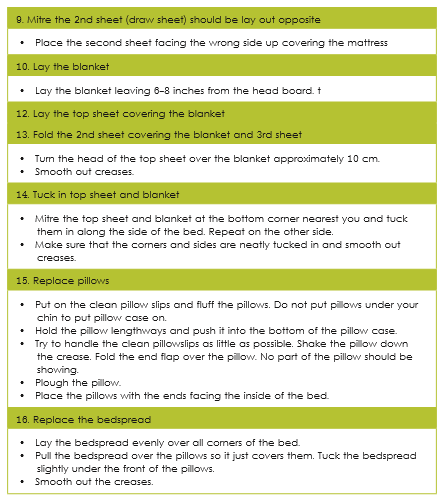 9. Mitre the 2nd sheet (draw sheet) should be lay out opposite
• Place the second sheet facing the wrong side up covering the mattress
10. Lay the blanket
• Lay the blanket leaving 6-8 inches from the head board. t
12. Lay the top sheet covering the blanket
13. Fold the 2nd sheet covering the blanket and 3rd sheet
• Turn the head of the top sheet over the blanket approximately 10 cm.
• Smooth out creases.
14. Tuck in top sheet and blanket
• Mitre the top sheet and blanket at the bottom corner nearest you and tuck
them in along the side of the bed. Repeat on the other side.
• Make sure that the corners and sides are neatly tucked in and smooth out
creases.
15. Replace pillows
• Put on the clean pillow slips and fluff the pillows. Do not put pillows under your
chin to put pillow case on.
• Hold the pillow lengthways and push it into the bottom of the pillow case.
• Try to handle the clean pillowslips as little as possible. Shake the pillow down
the crease. Fold the end flap over the pillow. No part of the pillow should be
showing.
• Plough the pillow.
• Place the pillows with the ends facing the inside of the bed.
16. Replace the bedspread
• Lay the bedspread evenly over all corners of the bed.
• Pull the bedspread over the pillows so it just covers them. Tuck the bedspread
slightly under the front of the pillows.
• Smooth out the creases.